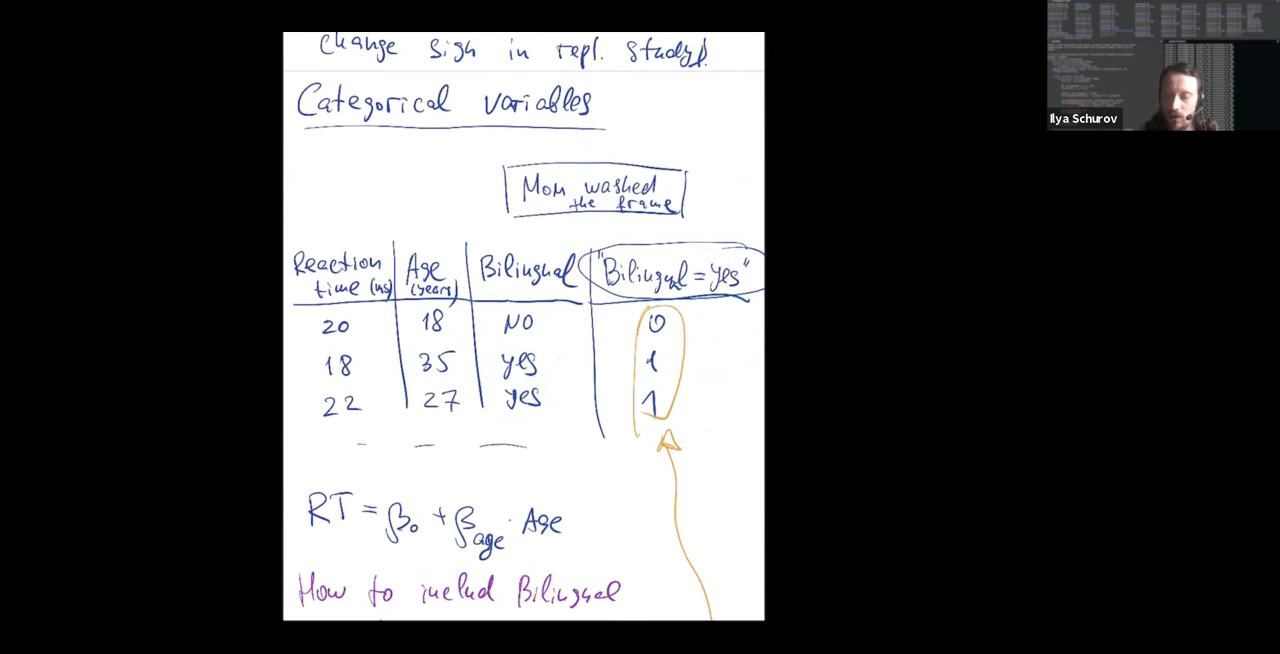 change sign in repl. study!
Categorical variables
Mom washed
the frame
Reaction time (ms) Age (years) Bilingual "Bilingual = yes"
20 18 NO 0
18 35 yes 1
22 27 yes 1
RT = β₀ + β age · Age
How to includ Bilingual
Ilya Schurov